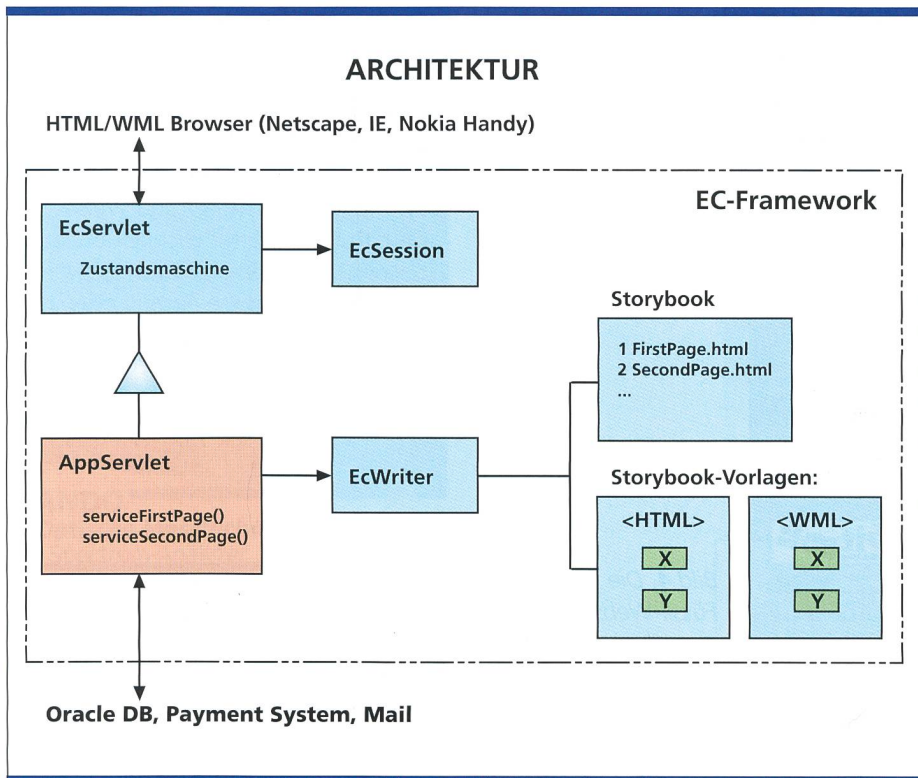 ARCHITEKTUR
HTML/WML Browser (Netscape, IE, Nokia Handy)
EC-Framework
EcServlet
Zustandsmaschine
EcSession
Storybook
1 FirstPage.html
2 SecondPage.html
...
AppServlet
serviceFirstPage()
serviceSecondPage()
EcWriter
Storybook-Vorlagen:
<HTML>
X
Y
<WML>
X
Y
Oracle DB, Payment System, Mail